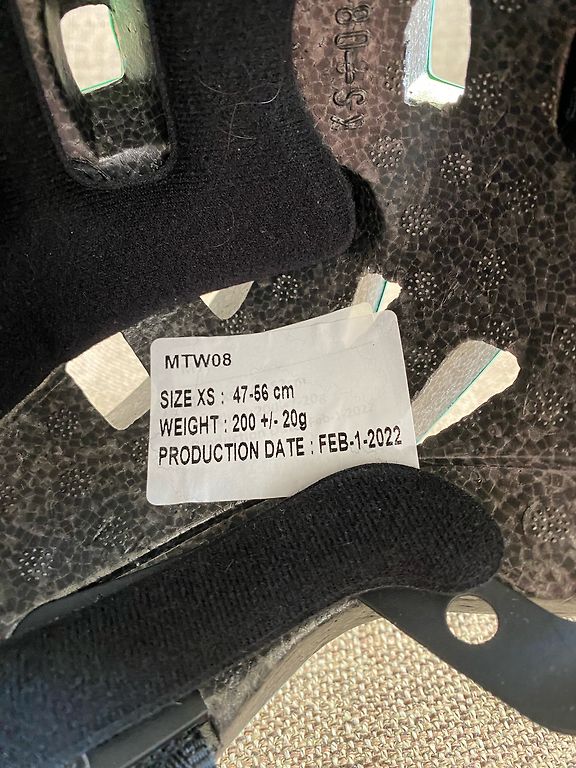 MTW08
SIZE XS : 47-56 cm
WEIGHT : 200 +/- 20g
PRODUCTION DATE : FEB-1-2022